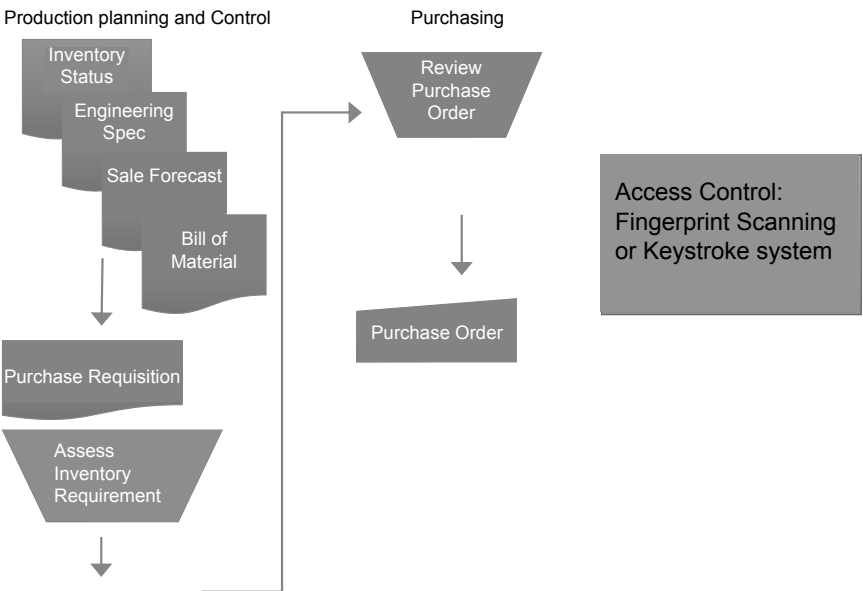 Production planning and Control
Inventory
Status
Engineering
Spec
Sale Forecast
Bill of
Material
Purchase Requisition
Assess
Inventory
Requirement
Purchasing
Review
Purchase
Order
Purchase Order
Access Control:
Fingerprint Scanning
or Keystroke system